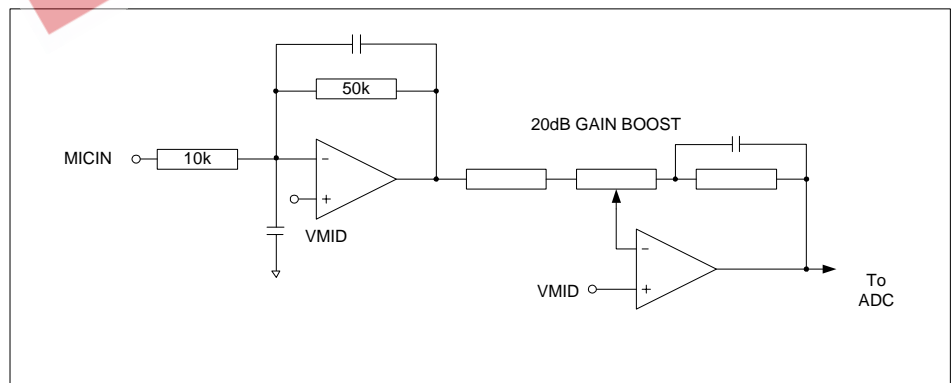 50k
20dB GAIN BOOST
MICIN
10k
−
+
VMID
−
VMID
+
To
ADC